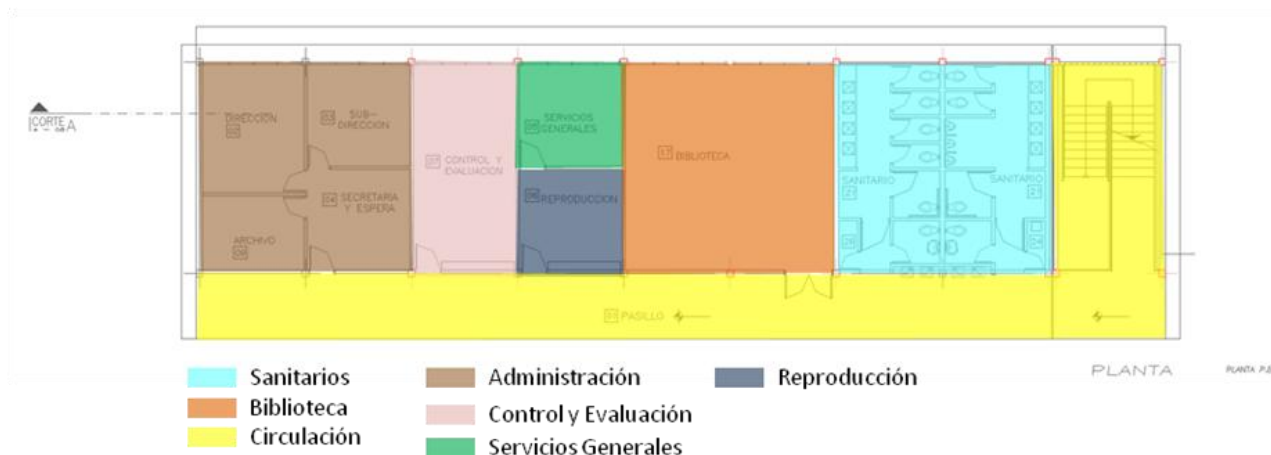 CORTE
A
DIRECCION
SUB-
DIRECCION
SERVICIOS
GENERALES
CONTROL Y
EVALUACION
BIBLIOTECA
SECRETARIA
Y ESPERA
REPRODUCCION
SANITARIO
SANITARIO
ARCHIVO
PASILLO
PLANTA
PLANTA
Sanitarios
Administración
Reproducción
Biblioteca
Control y Evaluación
Circulación
Servicios Generales